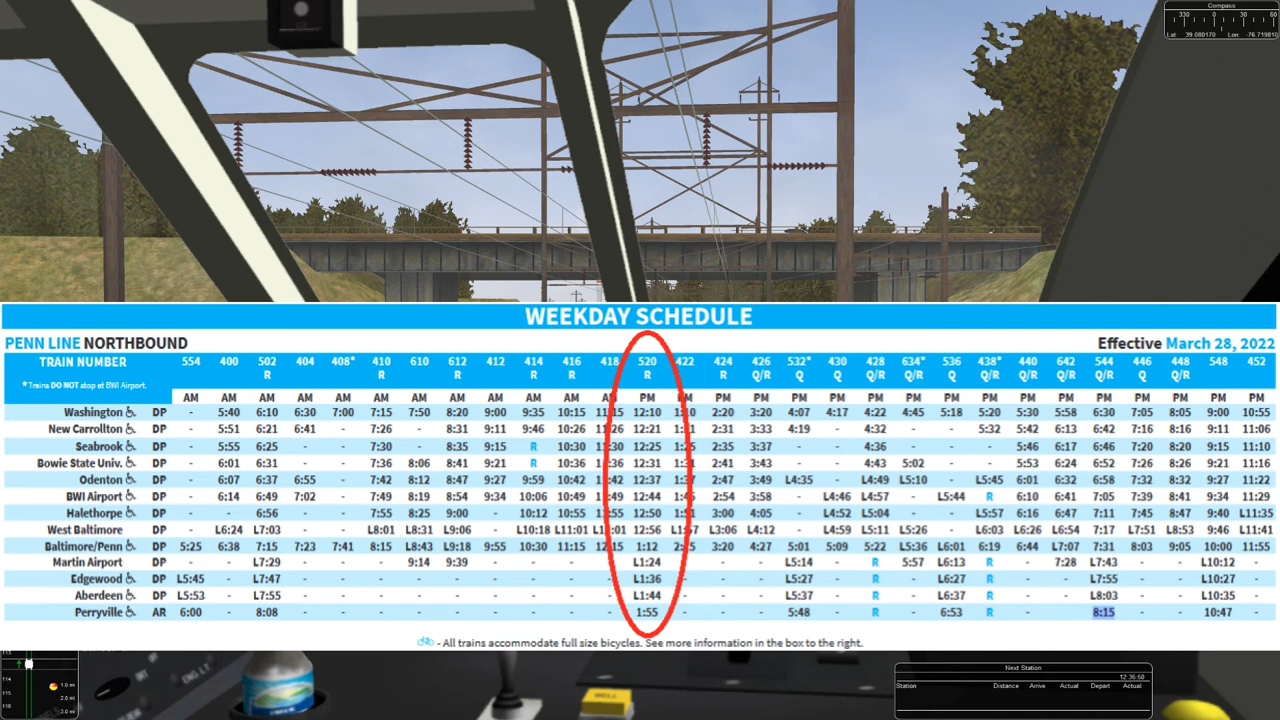 Compass
330 0 30 60
Lat 39.080170 Lon: -76.719810
WEEKDAY SCHEDULE
PENN LINE NORTHBOUND Effective March 28, 2022
TRAIN NUMBER 554 400 502 404 408* 410 610 612 412 414 416 418 520 422 424 426 532* 430 428 634* 536 438* 440 642 544 446 448 548 452
*Trains DO NOT stop at BWI Airport. R R R R R R R R Q/R Q Q/R Q/R Q Q/R Q/R Q/R Q/R Q/R Q/R
AM AM AM AM AM AM AM AM AM AM AM AM PM PM PM PM PM PM PM PM PM PM PM PM PM PM PM PM PM
Washington DP - 5:40 6:10 6:30 7:00 7:15 7:50 8:20 9:00 9:35 10:15 11:15 12:10 1:10 2:20 3:20 4:07 4:17 4:22 4:45 5:18 5:20 5:30 5:58 6:30 7:05 8:05 9:00 10:55
New Carrollton DP - 5:51 6:21 6:41 - 7:26 - 8:31 9:11 9:46 10:26 11:26 12:21 2:31 3:33 4:19 - 4:32 - - 5:32 5:42 6:13 6:42 7:16 8:16 9:11 11:06
Seabrook DP - 5:55 6:25 - - 7:30 - 8:35 9:15 R 10:30 11:30 12:25 2:35 3:37 - - 4:36 - - - 5:46 6:17 6:46 7:20 8:20 9:15 11:10
Bowie State Univ. DP - 6:01 6:31 - - 7:36 8:06 8:41 9:21 R 10:36 11:36 12:31 2:41 3:43 - - 4:43 5:02 - - 5:53 6:24 6:52 7:26 8:26 9:21 11:16
Odenton DP - 6:07 6:37 6:55 - 7:42 8:12 8:47 9:27 9:59 10:42 11:42 12:37 2:47 3:49 L4:35 - L4:49 L5:10 - L5:45 6:01 6:32 6:58 7:32 8:32 9:27 11:22
BWI Airport DP - 6:14 6:49 7:02 - 7:49 8:19 8:54 9:34 10:06 10:49 11:49 12:44 2:54 3:58 - L4:46 L4:57 - L5:44 R 6:10 6:41 7:05 7:39 8:41 9:34 11:29
Halethorpe DP - - 6:56 - - 7:55 8:25 9:00 - 10:12 10:55 11:55 12:50 3:00 4:05 - L4:52 L5:04 - - L5:57 6:16 6:47 7:11 7:45 8:47 9:40 L11:35
West Baltimore DP - L6:24 L7:03 - - L8:01 L8:31 L9:06 - L10:18 L11:01 12:56 L3:06 L4:12 - L4:59 L5:11 L5:26 - L6:03 L6:26 L6:54 7:17 L7:51 L8:53 9:46 L11:41
Baltimore/Penn DP 5:25 6:38 7:15 7:23 7:41 8:15 L8:43 L9:18 9:55 10:30 11:15 12:15 1:12 3:20 4:27 5:01 5:09 5:22 L5:36 L6:01 6:19 6:44 L7:07 7:31 8:03 9:05 10:00 11:55
Martin Airport DP - - L7:29 - - - 9:14 9:39 - - - - L1:24 - - - L5:14 - R 5:57 L6:13 R - 7:28 L7:43 - - L10:12 -
Edgewood DP L5:45 - L7:47 - - - - - - - - - L1:36 - - - L5:27 - R - L6:27 R - - L7:55 - - L10:27 -
Aberdeen DP L5:53 - L7:55 - - - - - - - - - L1:44 - - - L5:37 - R - L6:37 R - - L8:03 - - L10:35 -
Perryville AR 6:00 - 8:08 - - - - - - - - - 1:55 - - - 5:48 - R - 6:53 R - - 8:15 - - 10:47 -
- All trains accommodate full size bicycles. See more information in the box to the right.
113
114
115
116
1.0 mi
2.0 mi
3.0 mi
BELL
Next Station
12:36:50
Station Distance Arrive Actual Depart Actual